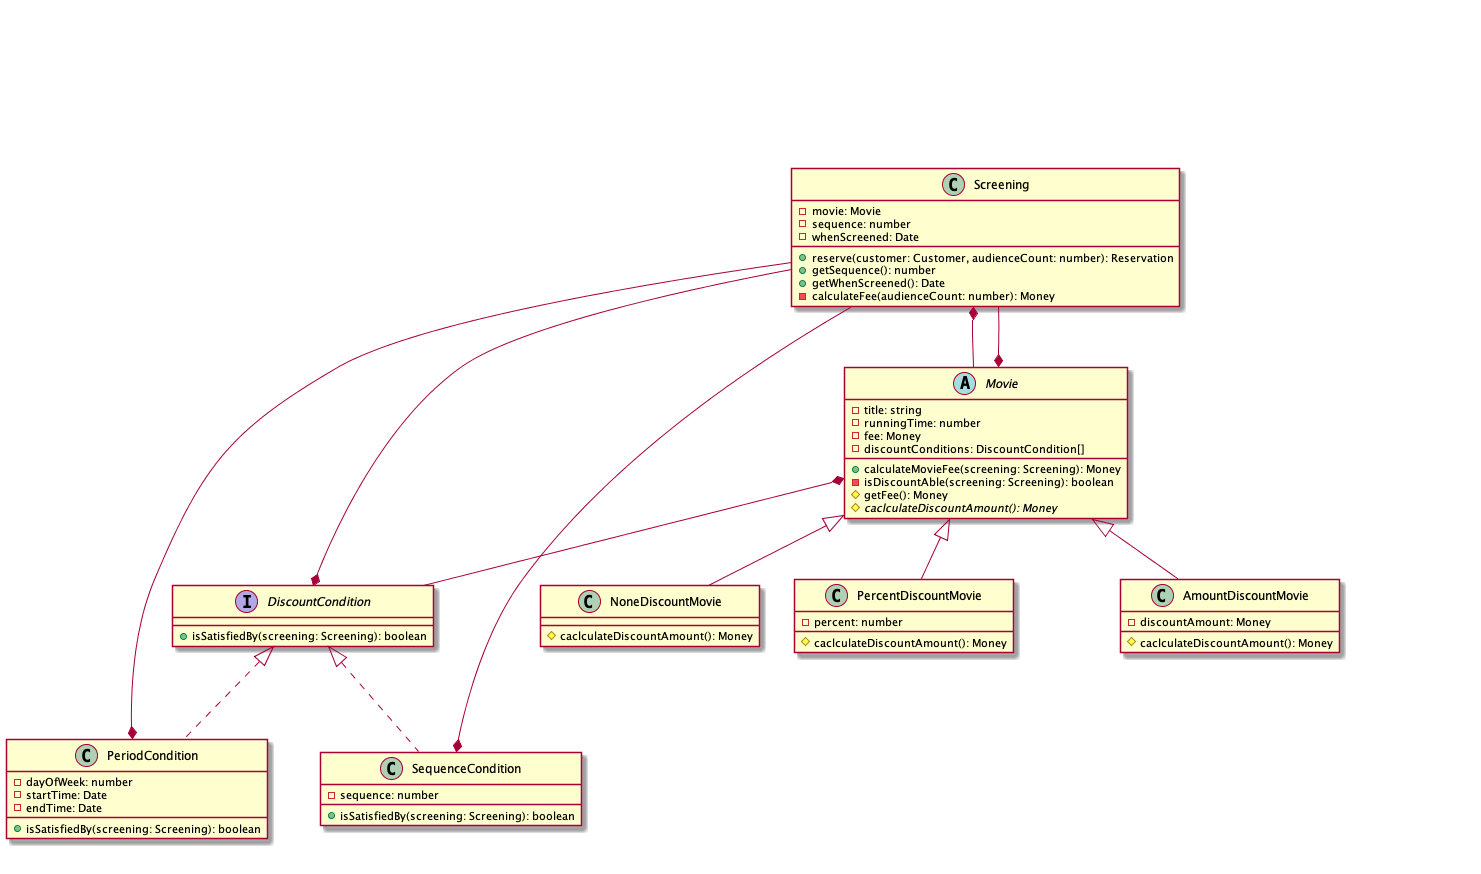 C Screening
movie: Movie
sequence: number
whenScreened: Date
reserve(customer: Customer, audienceCount: number): Reservation
getSequence(): number
getWhenScreened(): Date
calculateFee(audienceCount: number): Money
A Movie
title: string
runningTime: number
fee: Money
discountConditions: DiscountCondition[]
calculateMovieFee(screening: Screening): Money
isDiscountAble(screening: Screening): boolean
getFee(): Money
caclculateDiscountAmount(): Money
I DiscountCondition
isSatisfiedBy(screening: Screening): boolean
C NoneDiscountMovie
caclculateDiscountAmount(): Money
C PercentDiscountMovie
percent: number
caclculateDiscountAmount(): Money
C AmountDiscountMovie
discountAmount: Money
caclculateDiscountAmount(): Money
C PeriodCondition
dayOfWeek: number
startTime: Date
endTime: Date
isSatisfiedBy(screening: Screening): boolean
C SequenceCondition
sequence: number
isSatisfiedBy(screening: Screening): boolean